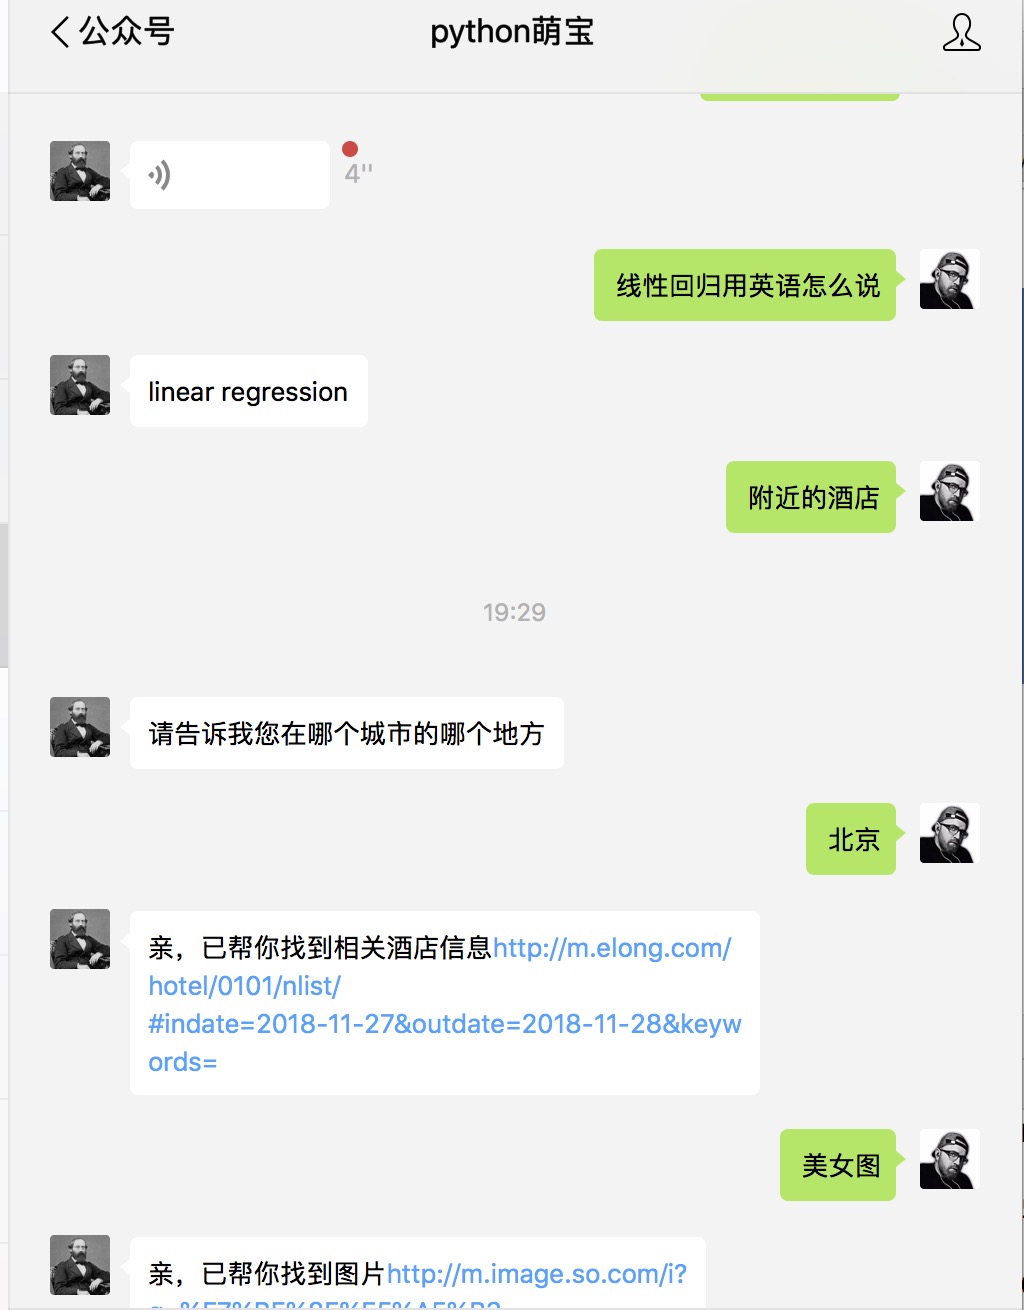 公众号
python萌宝
4''
线性回归用英语怎么说
linear regression
附近的酒店
19:29
请告诉我您在哪个城市的哪个地方
北京
亲，已帮你找到相关酒店信息http://m.elong.com/
hotel/0101/nlist/
#indate=2018-11-27&outdate=2018-11-28&keyw
ords=
美女图
亲，已帮你找到图片http://m.image.so.com/i?